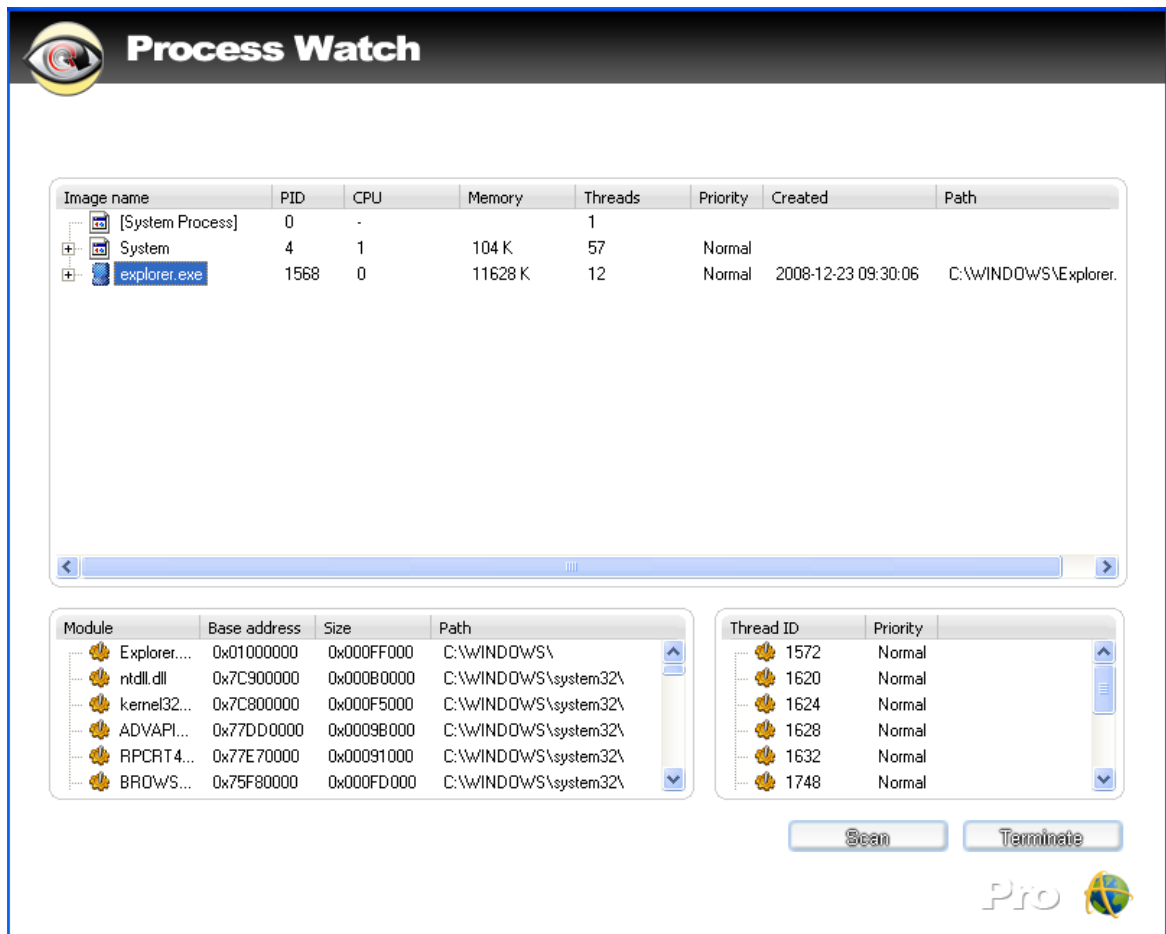 Process Watch
Image name PID CPU Memory Threads Priority Created Path
[System Process] 0 - 1
System 4 1 104 K 57 Normal
explorer.exe 1568 0 11628 K 12 Normal 2008-12-23 09:30:06 C:\WINDOWS\Explorer.
Module Base address Size Path
Explorer.... 0x01000000 0x000FF000 C:\WINDOWS\
ntdll.dll 0x7C900000 0x000B0000 C:\WINDOWS\system32\
kernel32... 0x7C800000 0x000F5000 C:\WINDOWS\system32\
ADVAPI... 0x77DD0000 0x0009B000 C:\WINDOWS\system32\
RPCRT4... 0x77E70000 0x00091000 C:\WINDOWS\system32\
BROWS... 0x75F80000 0x000FD000 C:\WINDOWS\system32\
Thread ID Priority
1572 Normal
1620 Normal
1624 Normal
1628 Normal
1632 Normal
1748 Normal
Scan Terminate
Pro